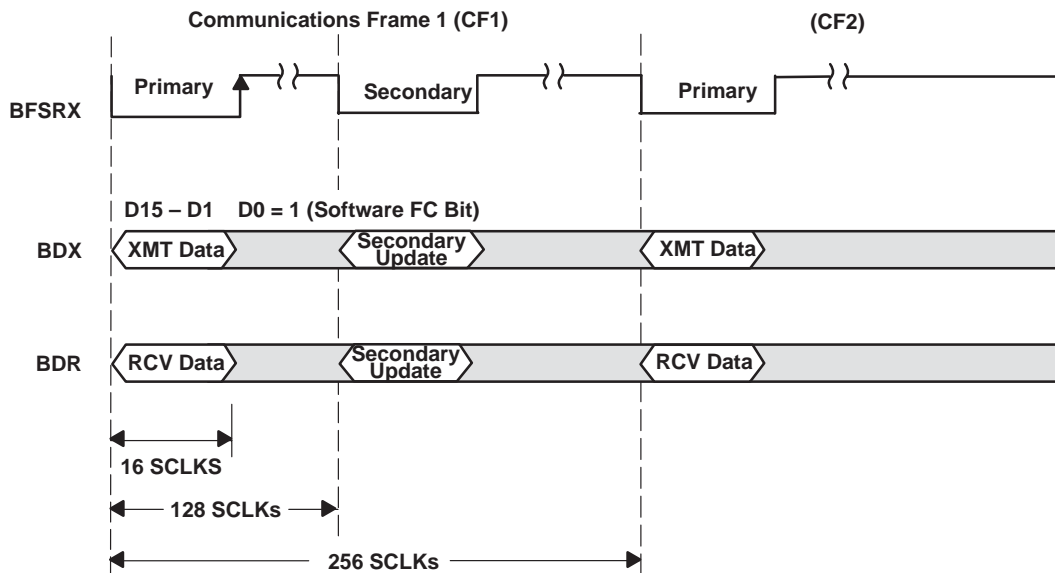 Communications Frame 1 (CF1)
(CF2)
BFSRX
Primary
Secondary
Primary
D15 – D1
D0 = 1 (Software FC Bit)
BDX
XMT Data
Secondary
Update
XMT Data
BDR
RCV Data
Secondary
Update
RCV Data
16 SCLKS
128 SCLKs
256 SCLKs